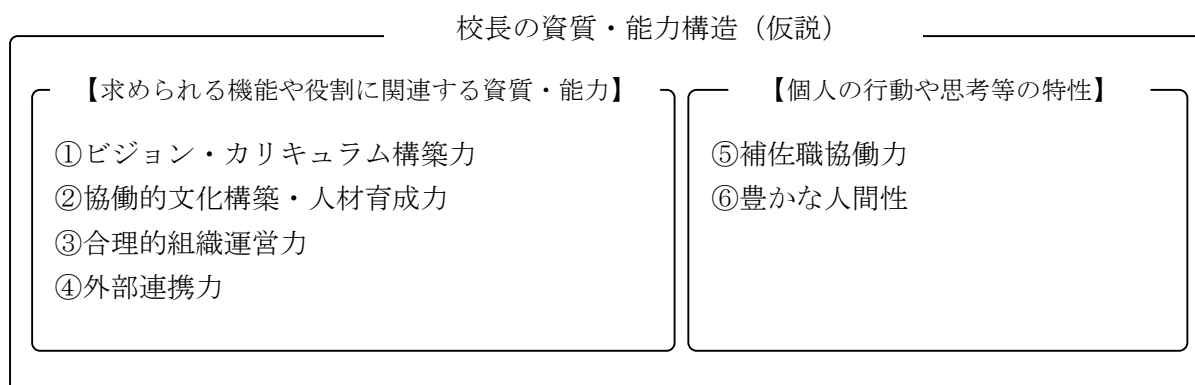 校長の資質・能力構造（仮説）
【求められる機能や役割に関連する資質・能力】
①ビジョン・カリキュラム構築力
②協働的文化構築・人材育成力
③合理的組織運営力
④外部連携力
【個人の行動や思考等の特性】
⑤補佐職協働力
⑥豊かな人間性